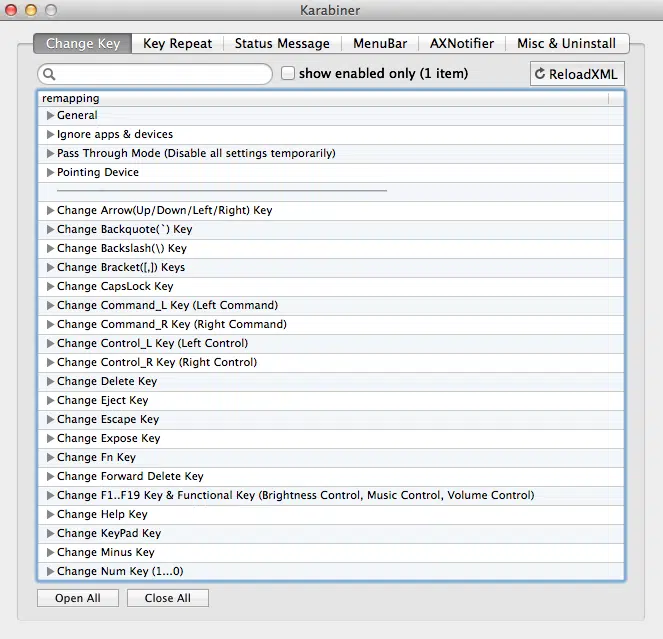 Karabiner
Change Key Key Repeat Status Message MenuBar AXNotifier Misc & Uninstall
show enabled only (1 item) ReloadXML
remapping
General
Ignore apps & devices
Pass Through Mode (Disable all settings temporarily)
Pointing Device
Change Arrow(Up/Down/Left/Right) Key
Change Backquote(`) Key
Change Backslash(\) Key
Change Bracket([,]) Keys
Change CapsLock Key
Change Command_L Key (Left Command)
Change Command_R Key (Right Command)
Change Control_L Key (Left Control)
Change Control_R Key (Right Control)
Change Delete Key
Change Eject Key
Change Escape Key
Change Expose Key
Change Fn Key
Change Forward Delete Key
Change F1..F19 Key & Functional Key (Brightness Control, Music Control, Volume Control)
Change Help Key
Change KeyPad Key
Change Minus Key
Change Num Key (1...0)
Open All Close All